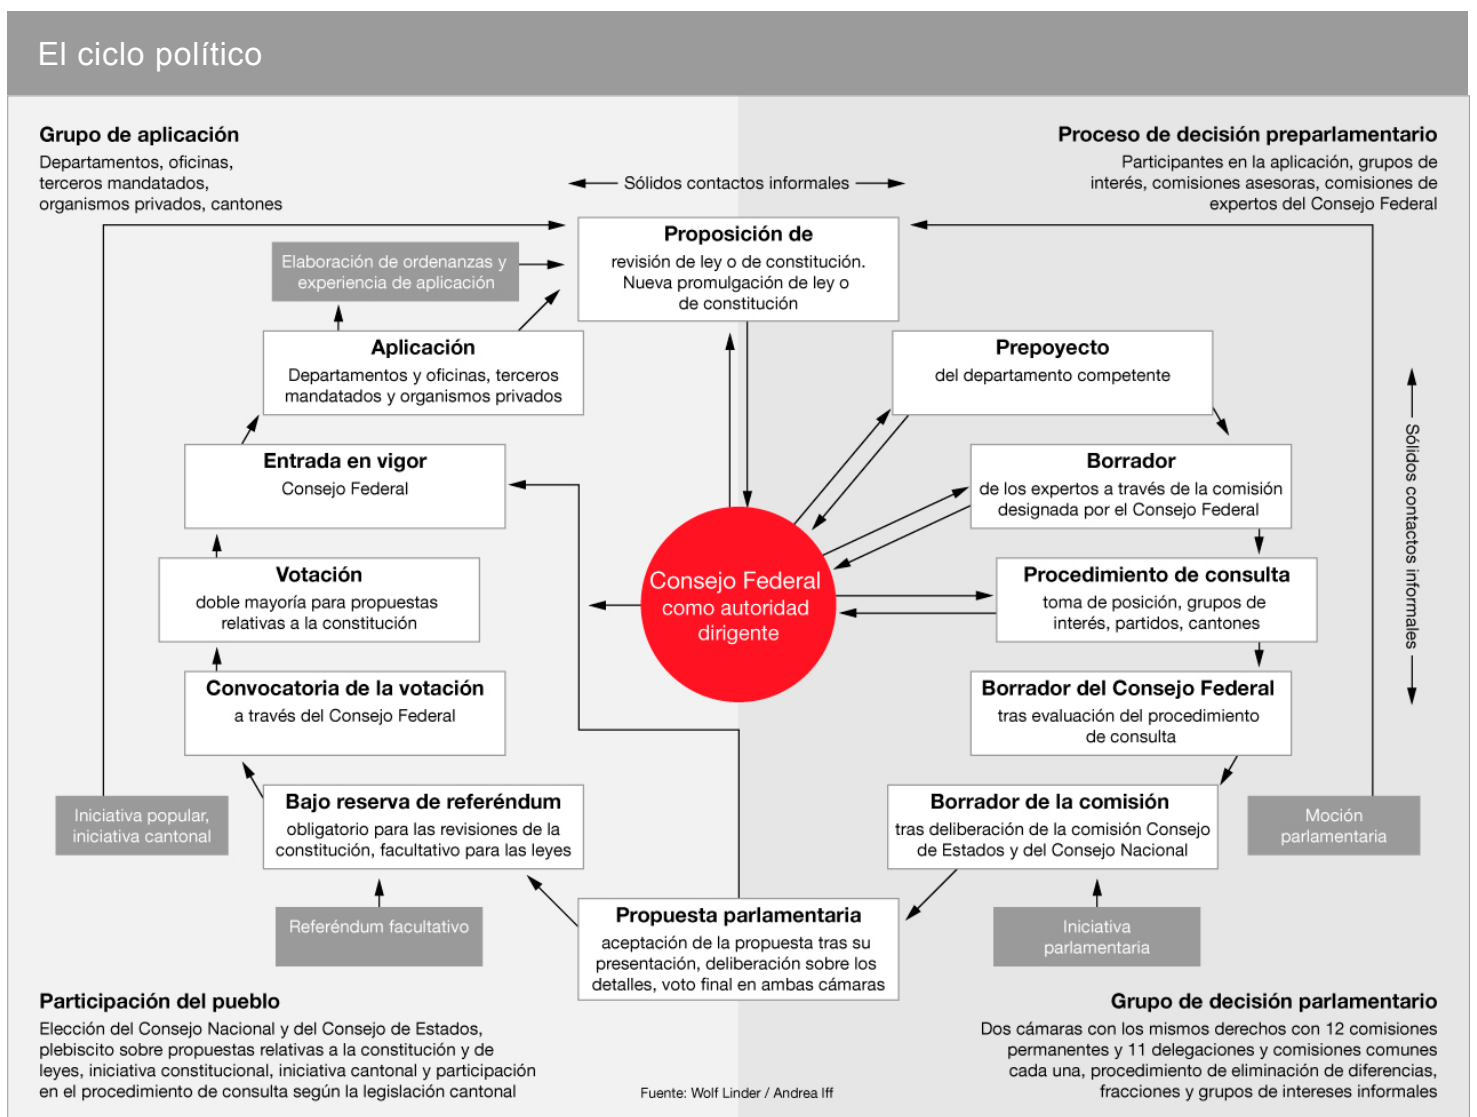 El ciclo político
Grupo de aplicación
Departamentos, oficinas,
terceros mandatados,
organismos privados, cantones
Proceso de decisión preparlamentario
Participantes en la aplicación, grupos de
interés, comisiones asesoras, comisiones de
expertos del Consejo Federal
Sólidos contactos informales
Proposición de
revisión de ley o de constitución.
Nueva promulgación de ley o
de constitución
Elaboración de ordenanzas y
experiencia de aplicación
Aplicación
Departamentos y oficinas, terceros
mandatados y organismos privados
Prepoyecto
del departamento competente
Entrada en vigor
Consejo Federal
Borrador
de los expertos a través de la comisión
designada por el Consejo Federal
Sólidos contactos informales
Votación
doble mayoría para propuestas
relativas a la constitución
Consejo Federal
como autoridad
dirigente
Procedimiento de consulta
toma de posición, grupos de
interés, partidos, cantones
Convocatoria de la votación
a través del Consejo Federal
Borrador del Consejo Federal
tras evaluación del procedimiento
de consulta
Iniciativa popular,
iniciativa cantonal
Bajo reserva de referéndum
obligatorio para las revisiones de la
constitución, facultativo para las leyes
Borrador de la comisión
tras deliberación de la comisión Consejo
de Estados y del Consejo Nacional
Moción
parlamentaria
Referéndum facultativo
Propuesta parlamentaria
aceptación de la propuesta tras su
presentación, deliberación sobre los
detalles, voto final en ambas cámaras
Iniciativa
parlamentaria
Participación del pueblo
Elección del Consejo Nacional y del Consejo de Estados,
plebiscito sobre propuestas relativas a la constitución y de
leyes, iniciativa constitucional, iniciativa cantonal y participación
en el procedimiento de consulta según la legislación cantonal
Fuente: Wolf Linder / Andrea Iff
Grupo de decisión parlamentario
Dos cámaras con los mismos derechos con 12 comisiones
permanentes y 11 delegaciones y comisiones comunes
cada una, procedimiento de eliminación de diferencias,
fracciones y grupos de intereses informales